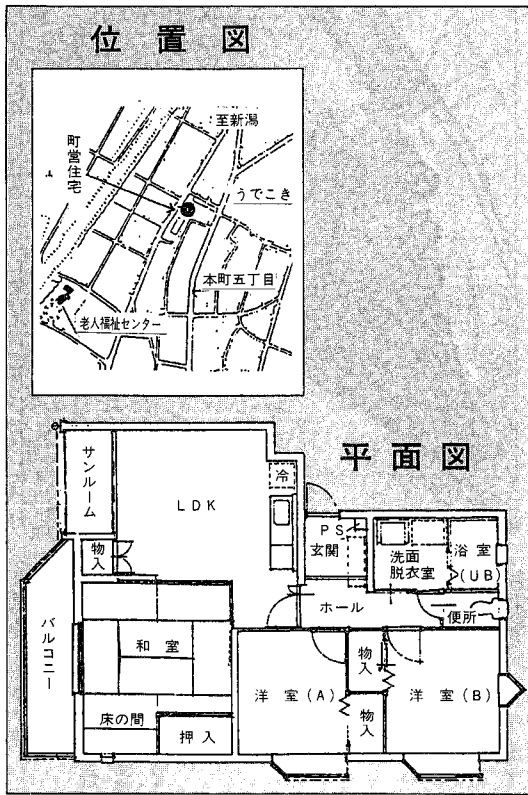 位置図
至新潟
町営住宅
うでこき
本町五丁目
老人福祉センター
平面図
サンルーム
LDK
冷
物入
PS
玄関
洗面
脱衣室
浴室
(UB)
ホール
便所
バルコニー
和室
洋室(A)
物入
物入
洋室(B)
床の間
押入